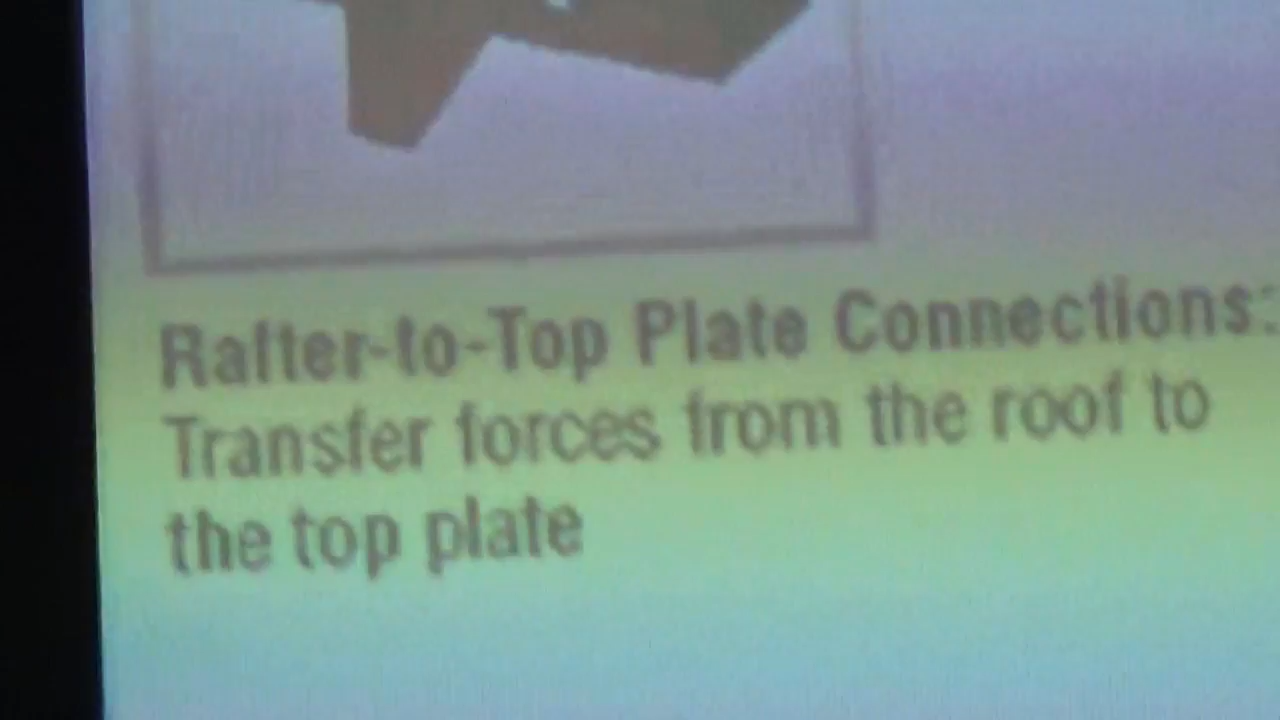 Rafter-to-Top Plate Connections:
Transfer forces from the roof to
the top plate